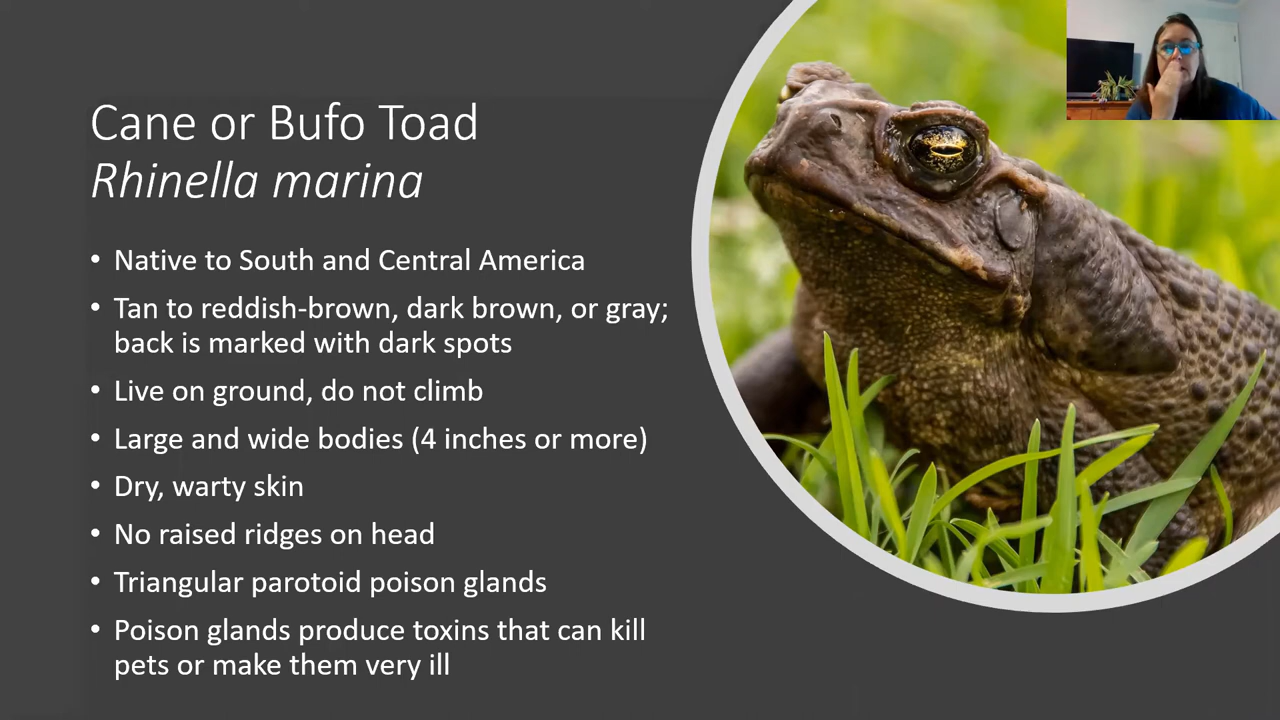 Cane or Bufo Toad
Rhinella marina
• Native to South and Central America
• Tan to reddish-brown, dark brown, or gray;
back is marked with dark spots
• Live on ground, do not climb
• Large and wide bodies (4 inches or more)
• Dry, warty skin
• No raised ridges on head
• Triangular parotoid poison glands
• Poison glands produce toxins that can kill
pets or make them very ill